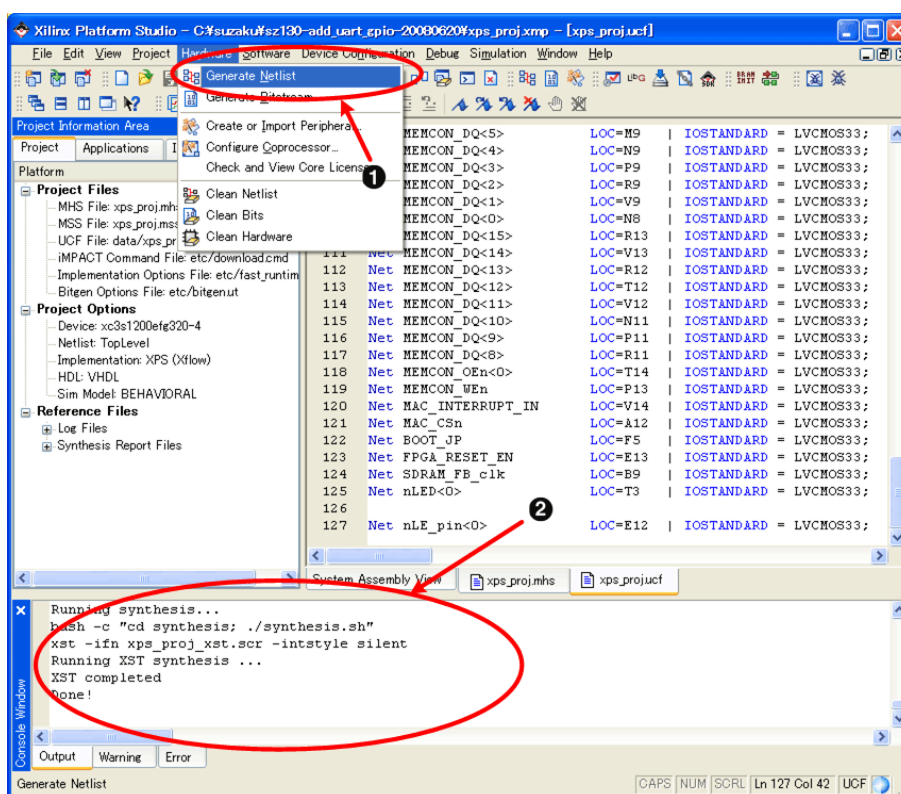 Xilinx Platform Studio - C:¥suzaku¥sz130-add_uart_gpio-20080620¥xps_proj.xmp - [xps_proj.ucf]
File Edit View Project Hardware Software Device Configuration Debug Simulation Window Help
Generate Netlist
Generate Bitstream
Create or Import Peripheral...
Configure Coprocessor...
Check and View Core Licenses
Clean Netlist
Clean Bits
Clean Hardware
❶
Project Information Area
Project Applications
Platform
Project Files
MHS File: xps_proj.mhs
MSS File: xps_proj.mss
UCF File: data/xps_pr
iMPACT Command File: etc/download.cmd
Implementation Options File: etc/fast_runtim
Bitgen Options File: etc/bitgen.ut
Project Options
Device: xc3s1200efg320-4
Netlist: TopLevel
Implementation: XPS (Xflow)
HDL: VHDL
Sim Model: BEHAVIORAL
Reference Files
Log Files
Synthesis Report Files
MEMCON_DQ<5> LOC=M9 | IOSTANDARD = LVCMOS33;
MEMCON_DQ<4> LOC=N9 | IOSTANDARD = LVCMOS33;
MEMCON_DQ<3> LOC=P9 | IOSTANDARD = LVCMOS33;
MEMCON_DQ<2> LOC=R9 | IOSTANDARD = LVCMOS33;
MEMCON_DQ<1> LOC=V9 | IOSTANDARD = LVCMOS33;
MEMCON_DQ<0> LOC=N8 | IOSTANDARD = LVCMOS33;
MEMCON_DQ<15> LOC=R13 | IOSTANDARD = LVCMOS33;
111 Net MEMCON_DQ<14> LOC=V13 | IOSTANDARD = LVCMOS33;
112 Net MEMCON_DQ<13> LOC=R12 | IOSTANDARD = LVCMOS33;
113 Net MEMCON_DQ<12> LOC=T12 | IOSTANDARD = LVCMOS33;
114 Net MEMCON_DQ<11> LOC=V12 | IOSTANDARD = LVCMOS33;
115 Net MEMCON_DQ<10> LOC=N11 | IOSTANDARD = LVCMOS33;
116 Net MEMCON_DQ<9> LOC=P11 | IOSTANDARD = LVCMOS33;
117 Net MEMCON_DQ<8> LOC=R11 | IOSTANDARD = LVCMOS33;
118 Net MEMCON_OEn<0> LOC=T14 | IOSTANDARD = LVCMOS33;
119 Net MEMCON_WEn LOC=P13 | IOSTANDARD = LVCMOS33;
120 Net MAC_INTERRUPT_IN LOC=V14 | IOSTANDARD = LVCMOS33;
121 Net MAC_CSn LOC=A12 | IOSTANDARD = LVCMOS33;
122 Net BOOT_JP LOC=F5 | IOSTANDARD = LVCMOS33;
123 Net FPGA_RESET_EN LOC=E13 | IOSTANDARD = LVCMOS33;
124 Net SDRAM_FB_clk LOC=B9 | IOSTANDARD = LVCMOS33;
125 Net nLED<0> LOC=T3 | IOSTANDARD = LVCMOS33;
126
127 Net nLE_pin<0> LOC=E12 | IOSTANDARD = LVCMOS33;
❷
System Assembly View xps_proj.mhs xps_proj.ucf
Running synthesis...
bash -c "cd synthesis; ./synthesis.sh"
xst -ifn xps_proj_xst.scr -intstyle silent
Running XST synthesis ...
XST completed
Done!
Console Window
Output Warning Error
Generate Netlist CAPS NUM SCRL Ln 127 Col 42 UCF